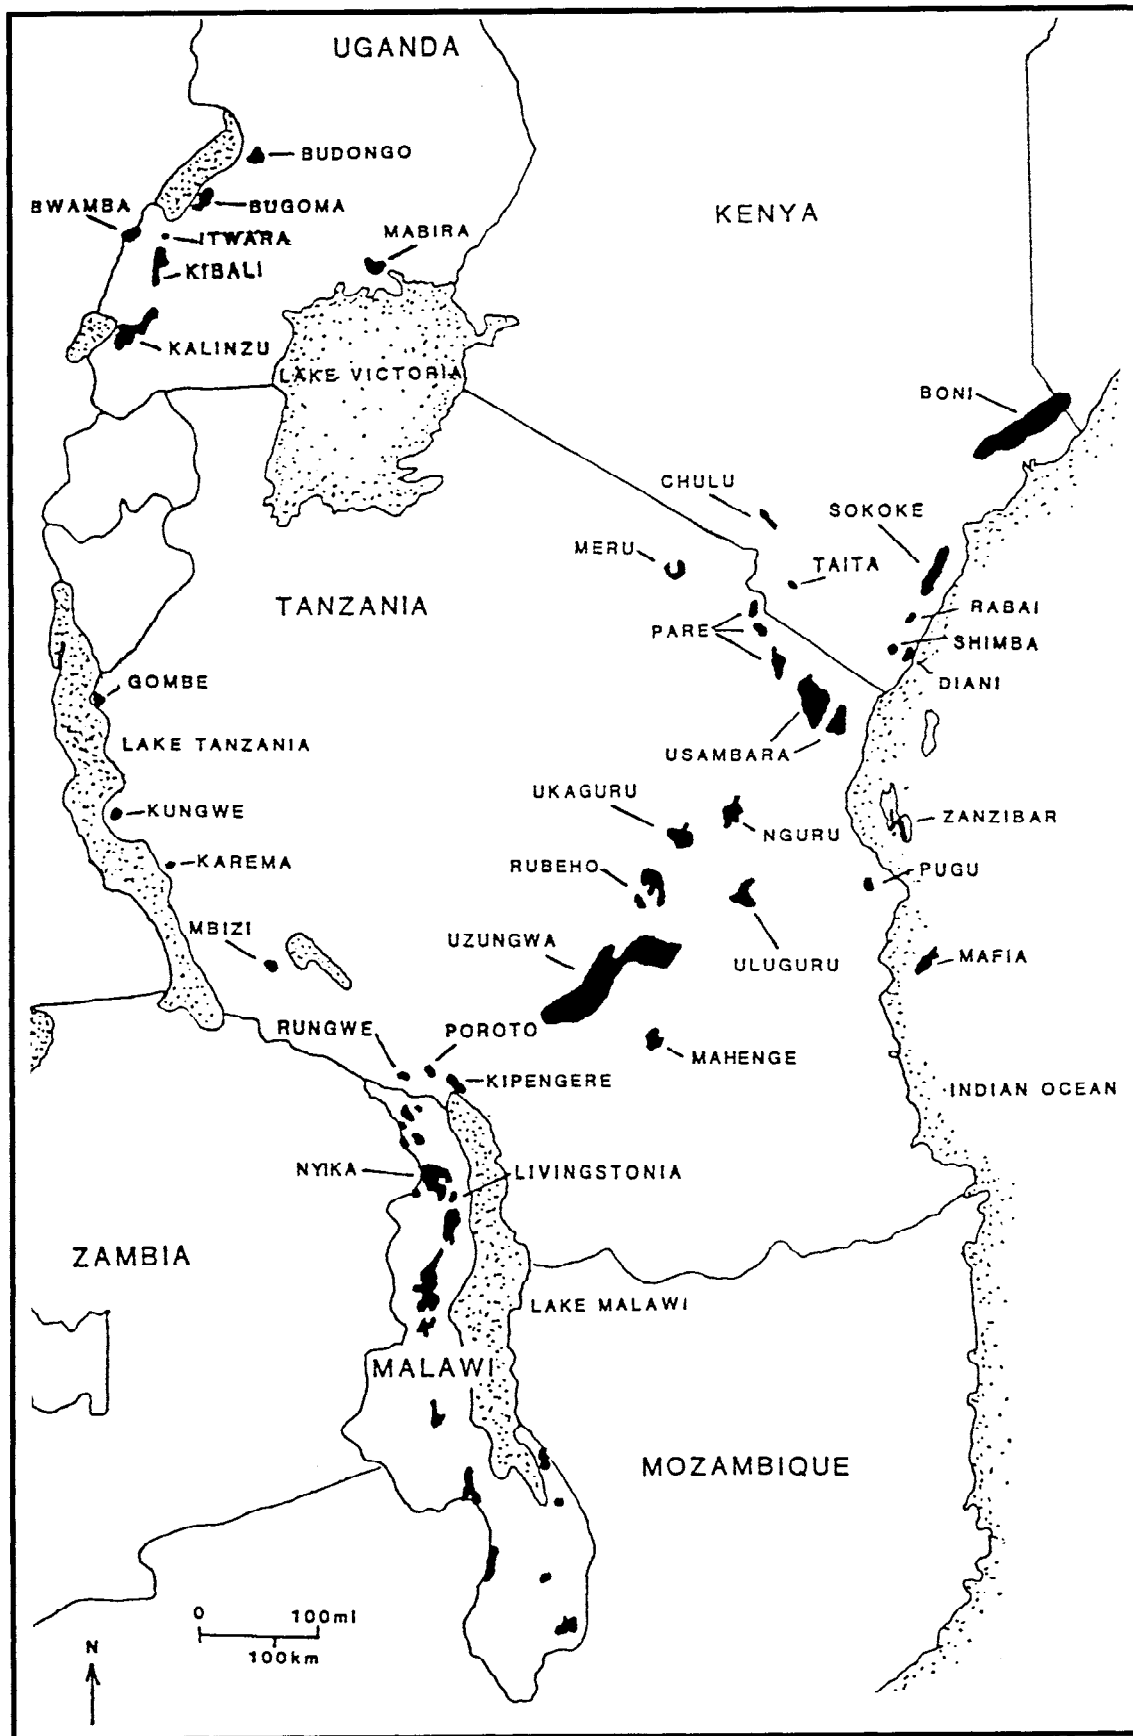 UGANDA
BUDONGO
BWAMBA
BUGOMA
ITWARA
KIBALI
MABIRA
KENYA
KALINZU
LAKE VICTORIA
BONI
CHULU
SOKOKE
MERU
TAITA
TANZANIA
RABAI
PARE
SHIMBA
DIANI
GOMBE
LAKE TANZANIA
USAMBARA
UKAGURU
KUNGWE
NGURU
ZANZIBAR
KAREMA
RUBEHO
PUGU
MBIZI
UZUNGWA
ULUGURU
MAFIA
RUNGWE
POROTO
MAHENGE
KIPENGERE
INDIAN OCEAN
NYIKA
LIVINGSTONIA
ZAMBIA
LAKE MALAWI
MALAWI
MOZAMBIQUE
0 100mi
100km
N